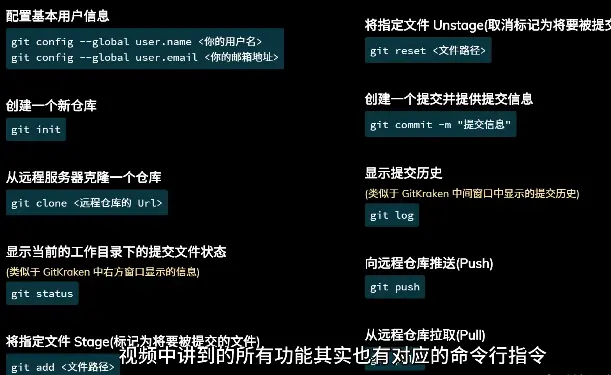 配置基本用户信息
git config --global user.name <你的用户名>
git config --global user.email <你的邮箱地址>
创建一个新仓库
git init
从远程服务器克隆一个仓库
git clone <远程仓库的 Url>
显示当前的工作目录下的提交文件状态
(类似于 GitKraken 中右方窗口显示的信息)
git status
将指定文件 Stage(标记为将要被提交的文件)
git add <文件路径>
将指定文件 Unstage(取消标记为将要被提交
git reset <文件路径>
创建一个提交并提供提交信息
git commit -m "提交信息"
显示提交历史
(类似于 GitKraken 中间窗口中显示的提交历史)
git log
向远程仓库推送(Push)
git push
从远程仓库拉取(Pull)
视频中讲到的所有功能其实也有对应的命令行指令